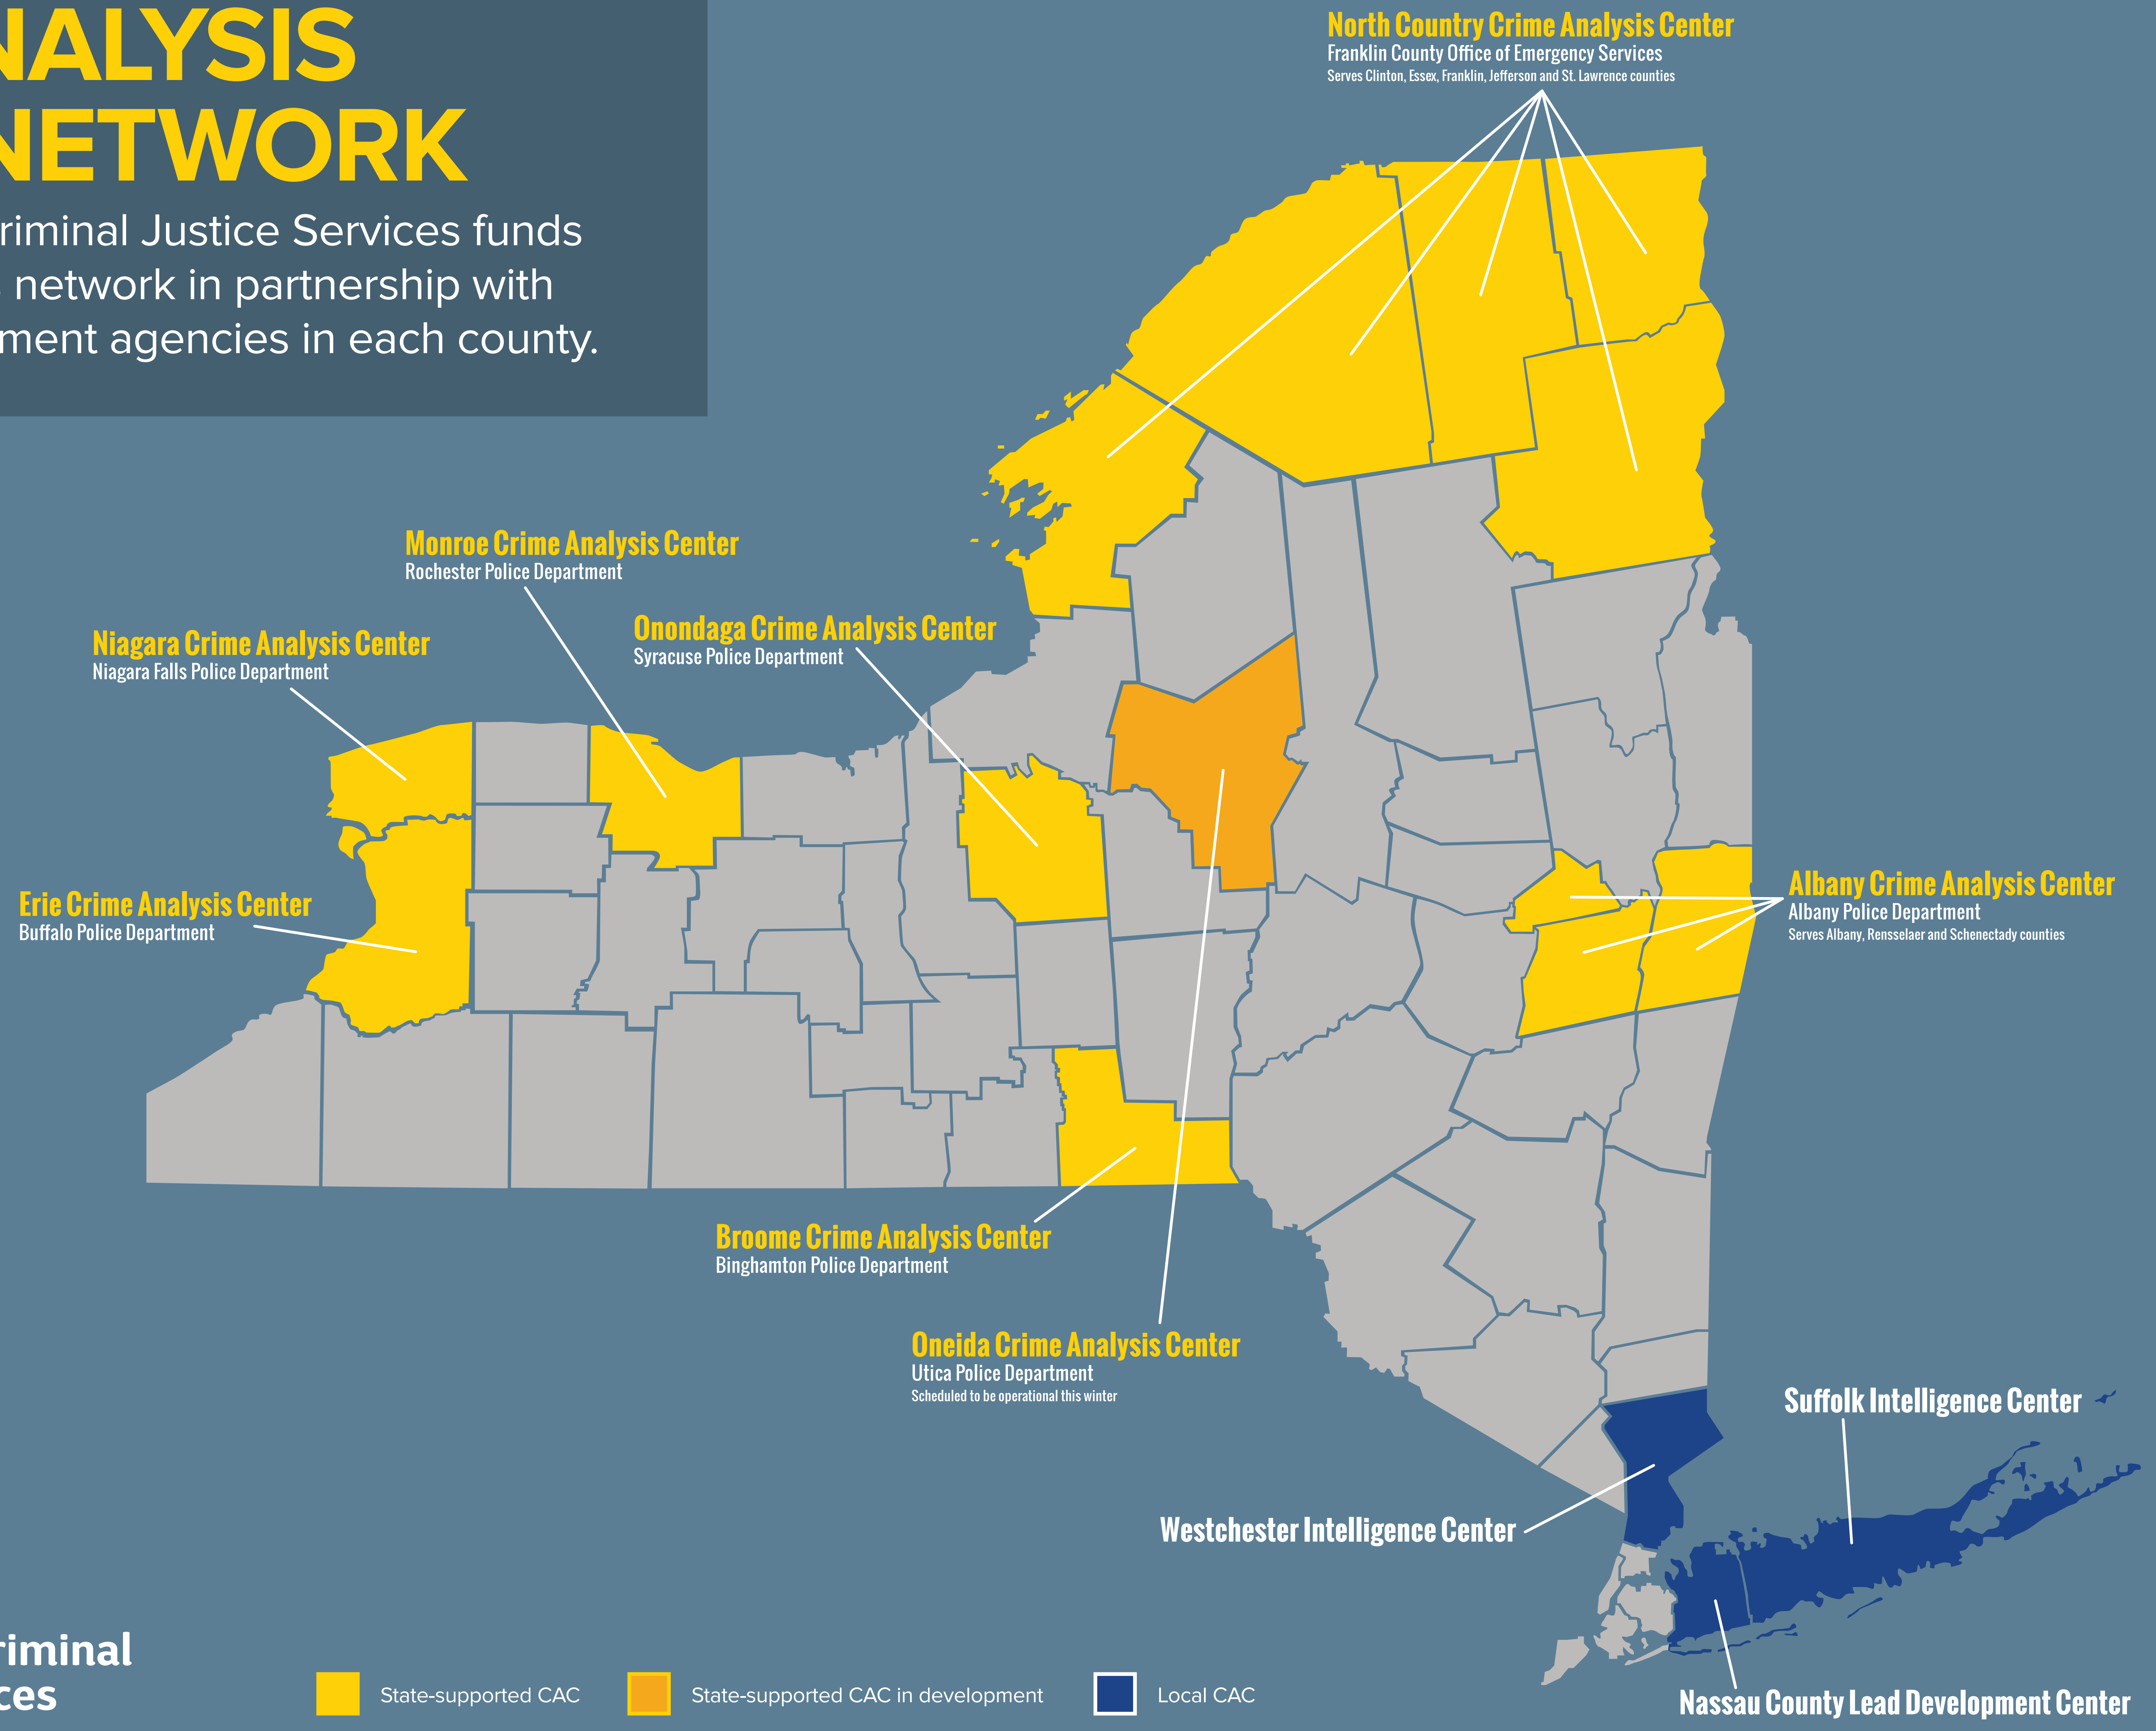 NALYSIS
NETWORK
riminal Justice Services funds
network in partnership with
ment agencies in each county.
North Country Crime Analysis Center
Franklin County Office of Emergency Services
Serves Clinton, Essex, Franklin, Jefferson and St. Lawrence counties
Monroe Crime Analysis Center
Rochester Police Department
Onondaga Crime Analysis Center
Syracuse Police Department
Niagara Crime Analysis Center
Niagara Falls Police Department
Erie Crime Analysis Center
Buffalo Police Department
Albany Crime Analysis Center
Albany Police Department
Serves Albany, Rensselaer and Schenectady counties
Broome Crime Analysis Center
Binghamton Police Department
Oneida Crime Analysis Center
Utica Police Department
Scheduled to be operational this winter
Suffolk Intelligence Center
Westchester Intelligence Center
Nassau County Lead Development Center
riminal
ces
State-supported CAC
State-supported CAC in development
Local CAC